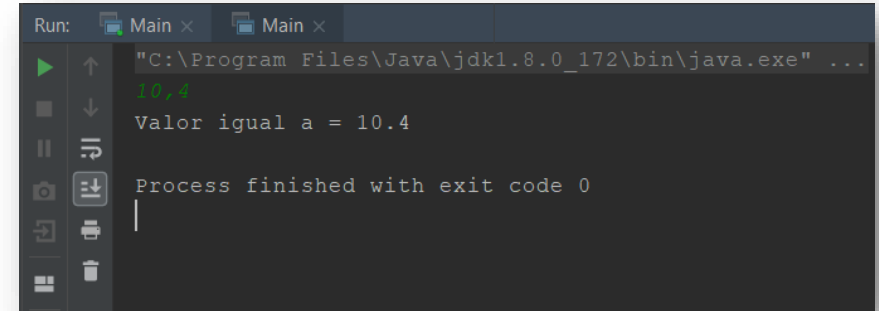 Run: Main × Main ×
"C:\Program Files\Java\jdk1.8.0_172\bin\java.exe" ...
10,4
Valor igual a = 10.4
Process finished with exit code 0